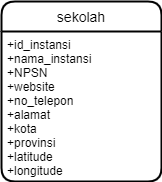 sekolah
+id_instansi
+nama_instansi
+NPSN
+website
+no_telepon
+alamat
+kota
+provinsi
+latitude
+longitude